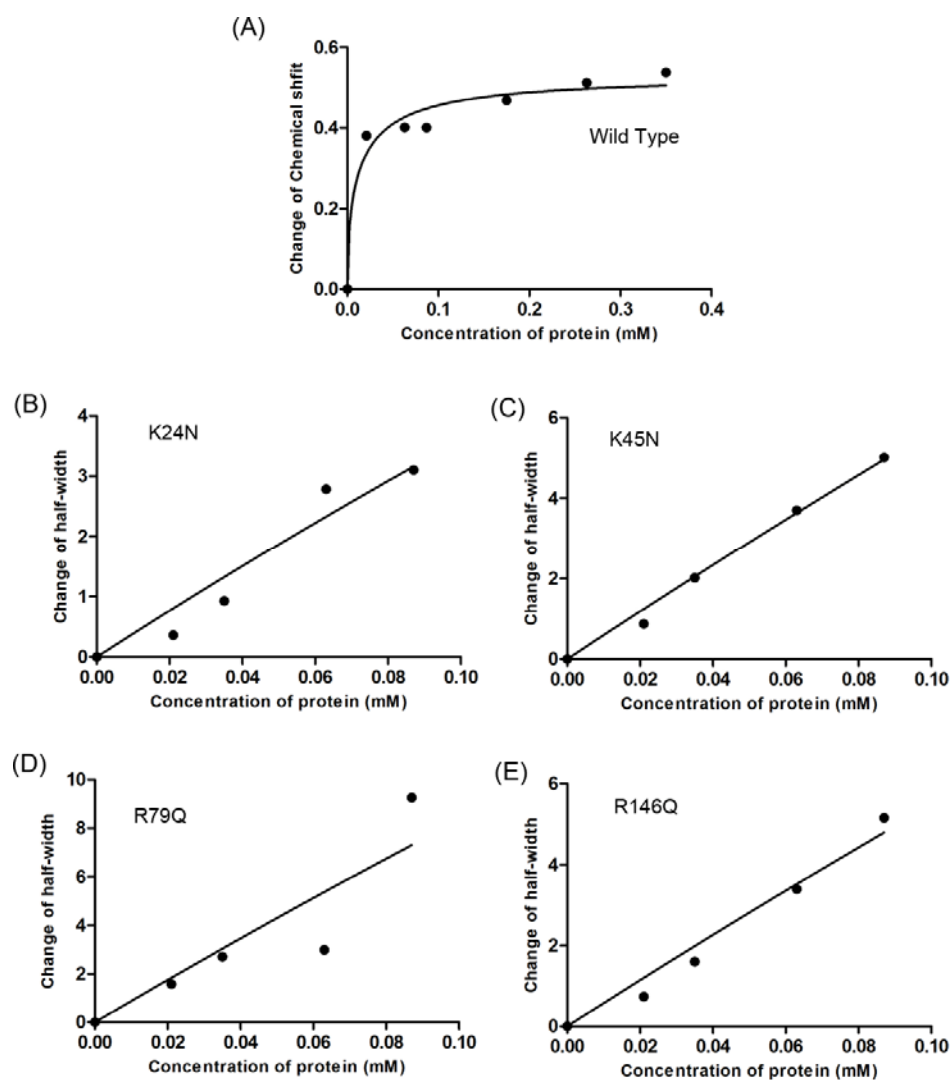 (A)
0.6
0.4
0.2
0.0
Change of Chemical shfit
Wild Type
0.0 0.1 0.2 0.3 0.4
Concentration of protein (mM)
(B)
4
3
2
1
0
Change of half-width
K24N
0.00 0.02 0.04 0.06 0.08 0.10
Concentration of protein (mM)
(C)
6
4
2
0
Change of half-width
K45N
0.00 0.02 0.04 0.06 0.08 0.10
Concentration of protein (mM)
(D)
10
8
6
4
2
0
Change of half-width
R79Q
0.00 0.02 0.04 0.06 0.08 0.10
Concentration of protein (mM)
(E)
6
4
2
0
Change of half-width
R146Q
0.00 0.02 0.04 0.06 0.08 0.10
Concentration of protein (mM)